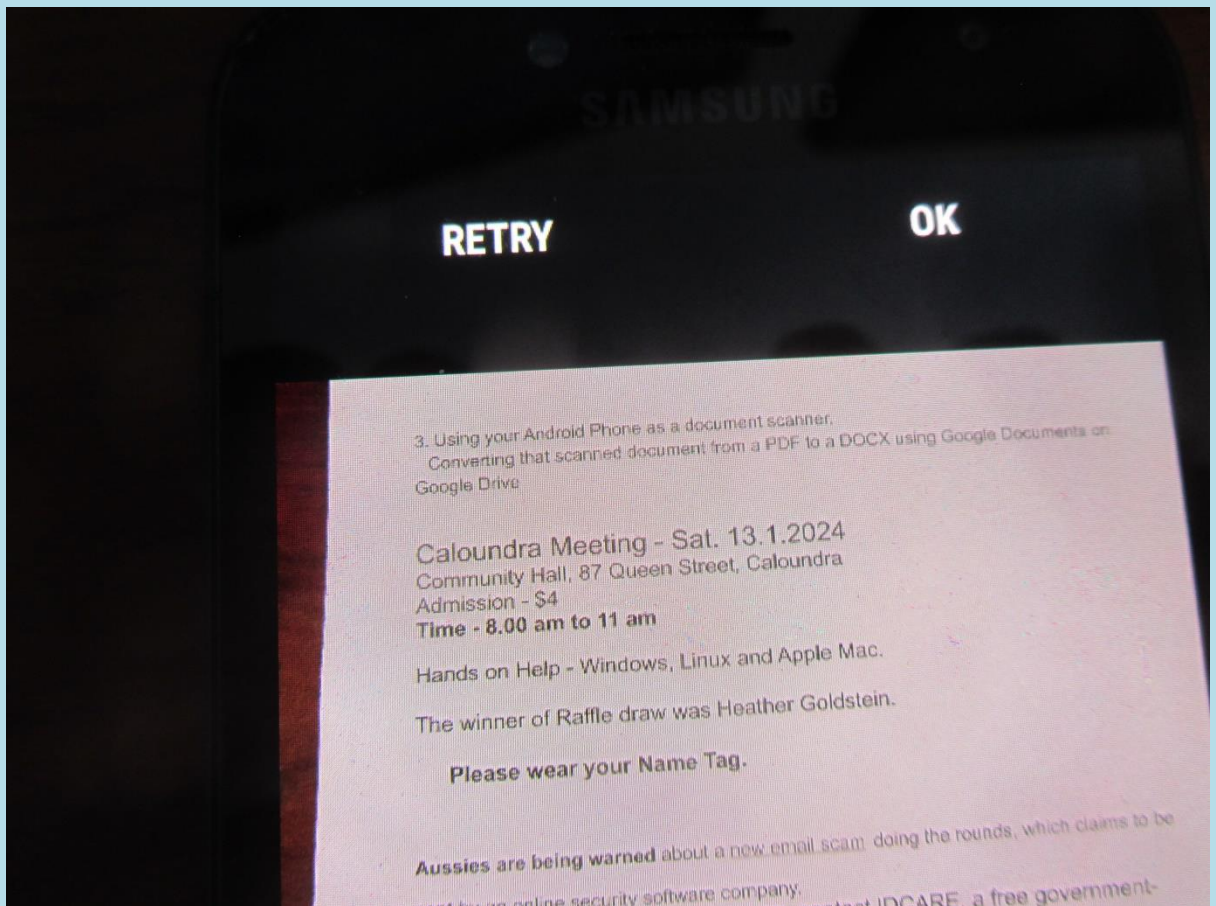 SAMSUNG
RETRY
OK
3. Using your Android Phone as a document scanner.
Converting that scanned document from a PDF to a DOCX using Google Documents on
Google Drive
Caloundra Meeting - Sat. 13.1.2024
Community Hall, 87 Queen Street, Caloundra
Admission - $4
Time - 8.00 am to 11 am
Hands on Help - Windows, Linux and Apple Mac.
The winner of Raffle draw was Heather Goldstein.
Please wear your Name Tag.
Aussies are being warned about a new email scam doing the rounds, which claims to be
online security software company.
IDCARE, a free government-